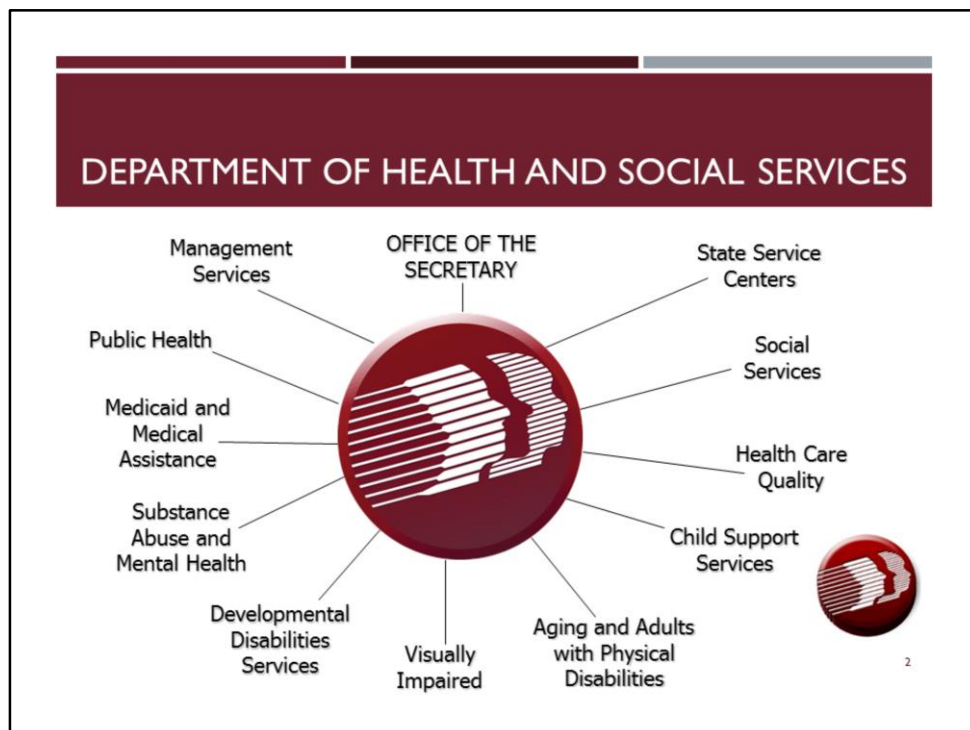 DEPARTMENT OF HEALTH AND SOCIAL SERVICES
OFFICE OF THE
SECRETARY
State Service
Centers
Social
Services
Health Care
Quality
Child Support
Services
Aging and Adults
with Physical
Disabilities
Visually
Impaired
Developmental
Disabilities
Services
Substance
Abuse and
Mental Health
Medicaid and
Medical
Assistance
Public Health
Management
Services
2